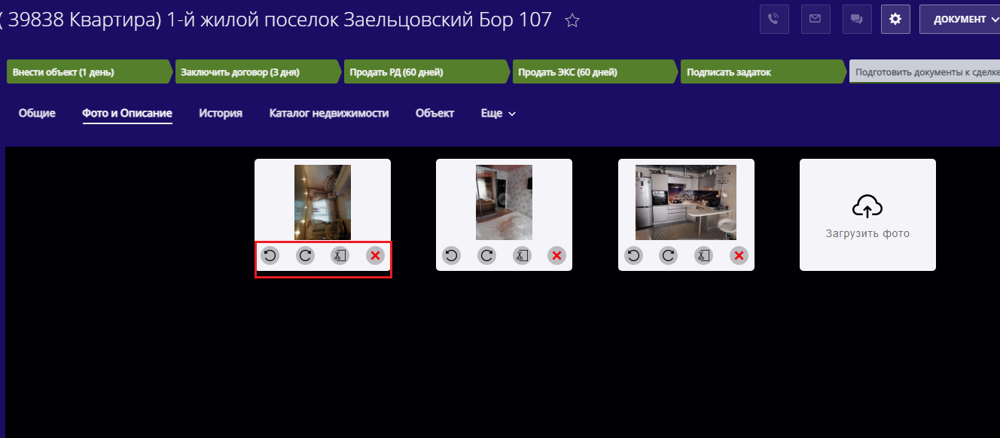 ( 39838 Квартира) 1-й жилой поселок Заельцовский Бор 107
ДОКУМЕНТ
Внести объект (1 день)
Заключить договор (3 дня)
Продать РД (60 дней)
Продать ЭКС (60 дней)
Подписать задаток
Подготовить документы к сделке
Общие
Фото и Описание
История
Каталог недвижимости
Объект
Еще
Загрузить фото